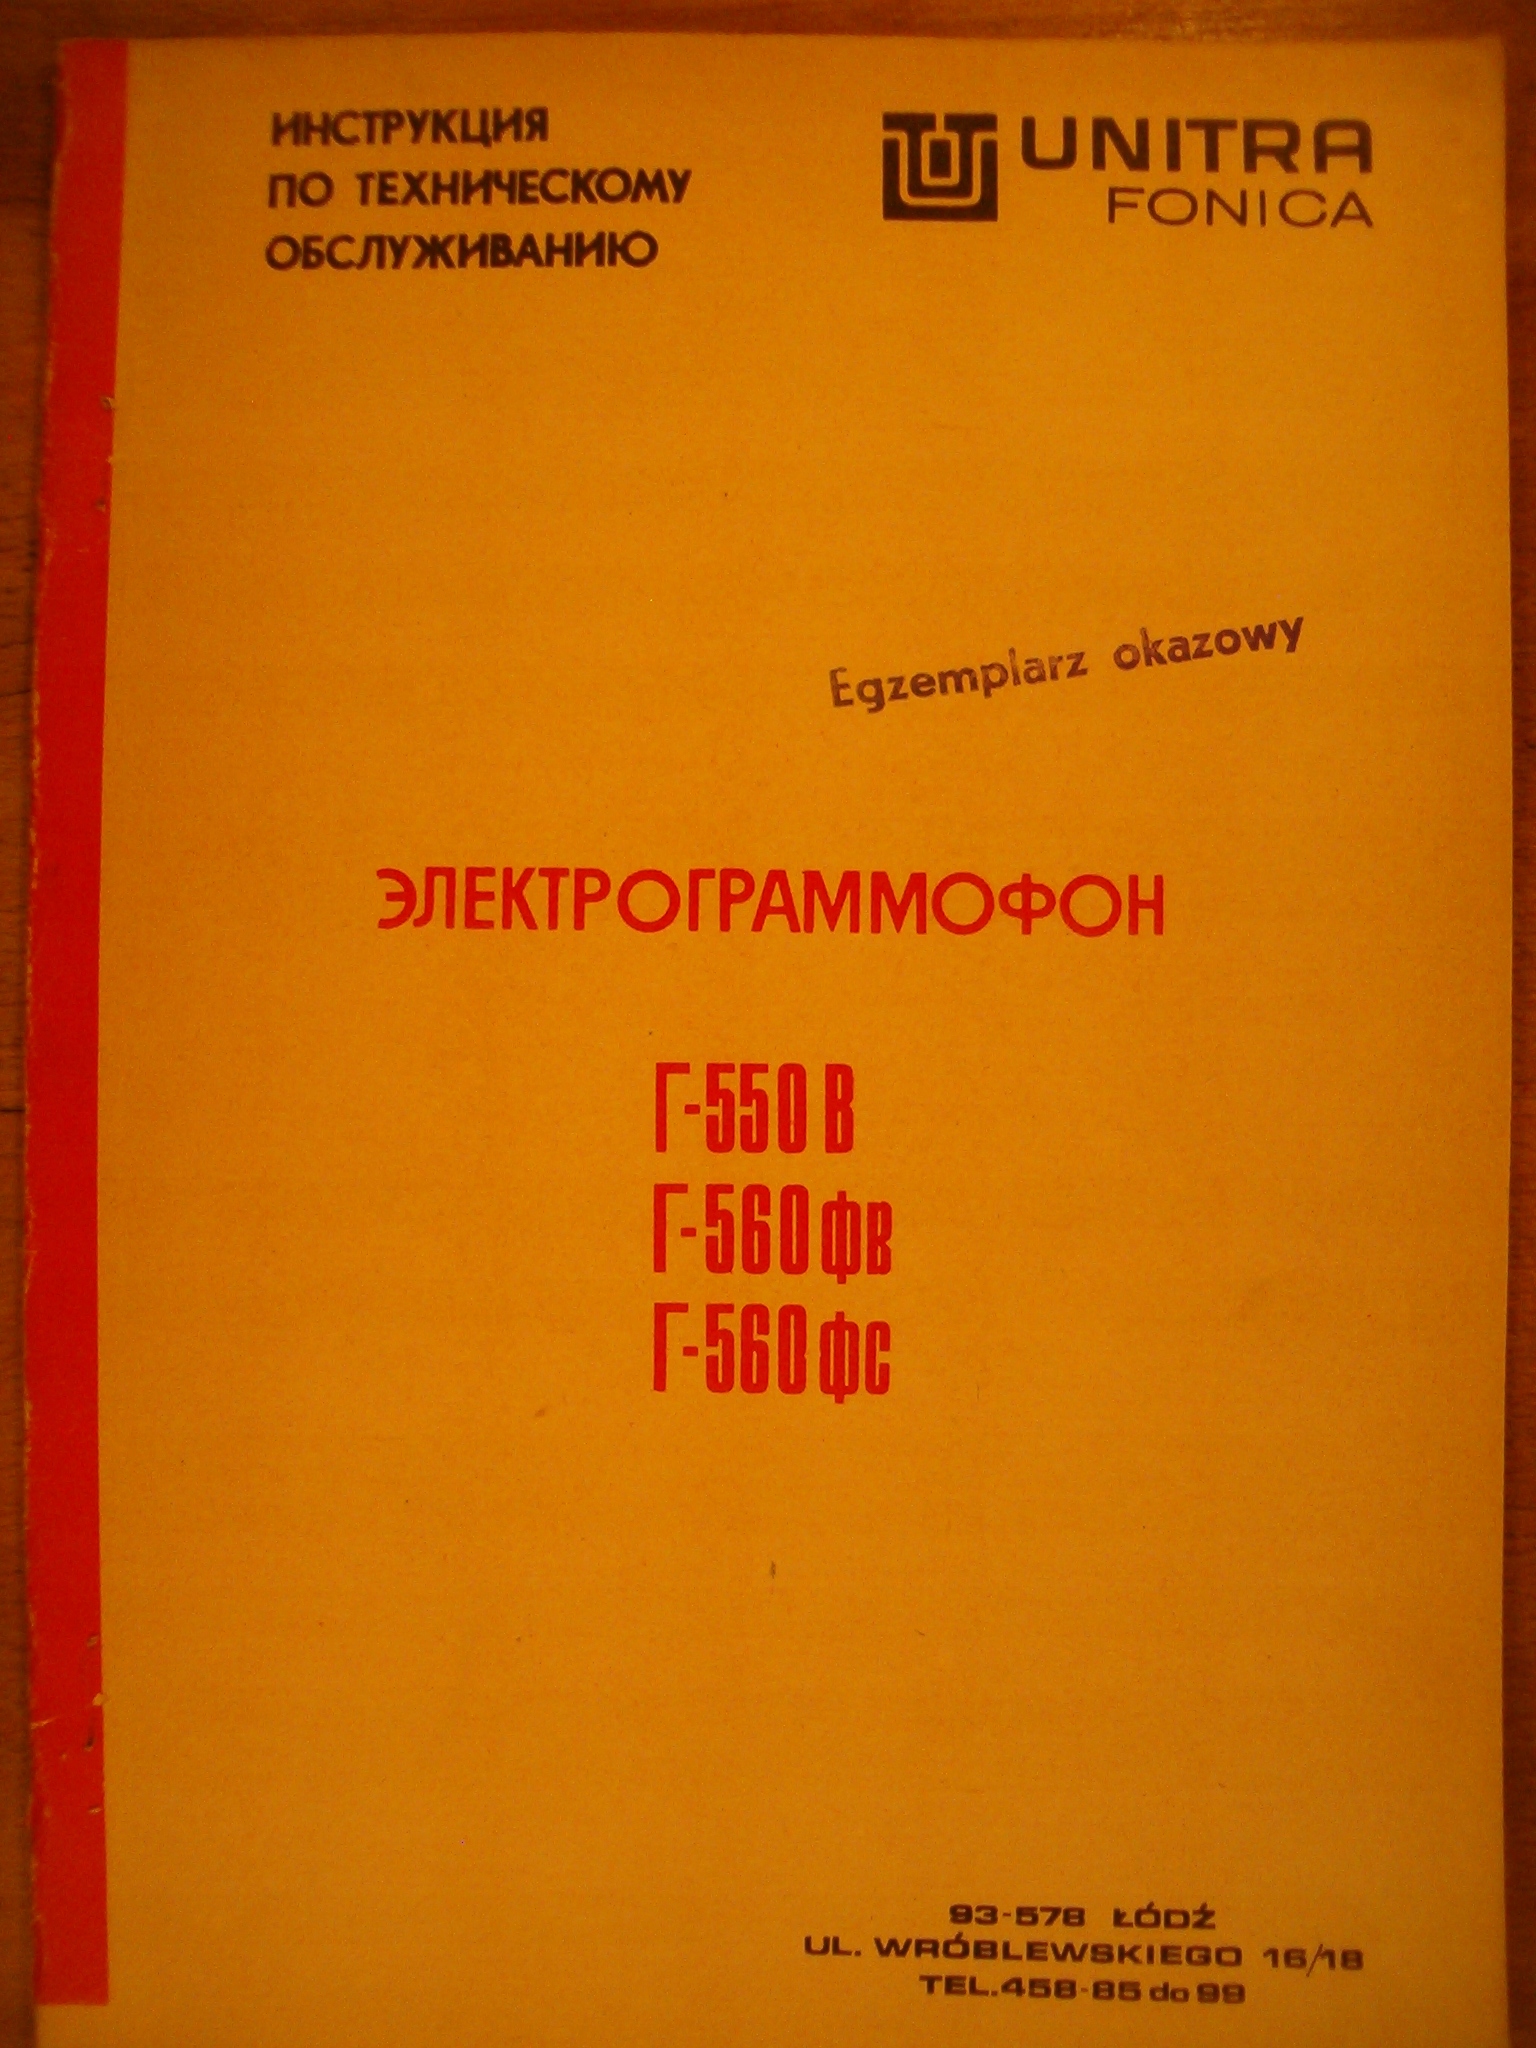 ИНСТРУКЦИЯ
ПО ТЕХНИЧЕСКОМУ
ОБСЛУЖИВАНИЮ
UNITRA
FONICA
Egzemplarz okazowy
ЭЛЕКТРОГРАММОФОН
Г-550 В
Г-560 фв
Г-560 фс
93-578 ŁÓDŹ
UL. WRÓBLEWSKIEGO 16/18
TEL.458-85 do 99